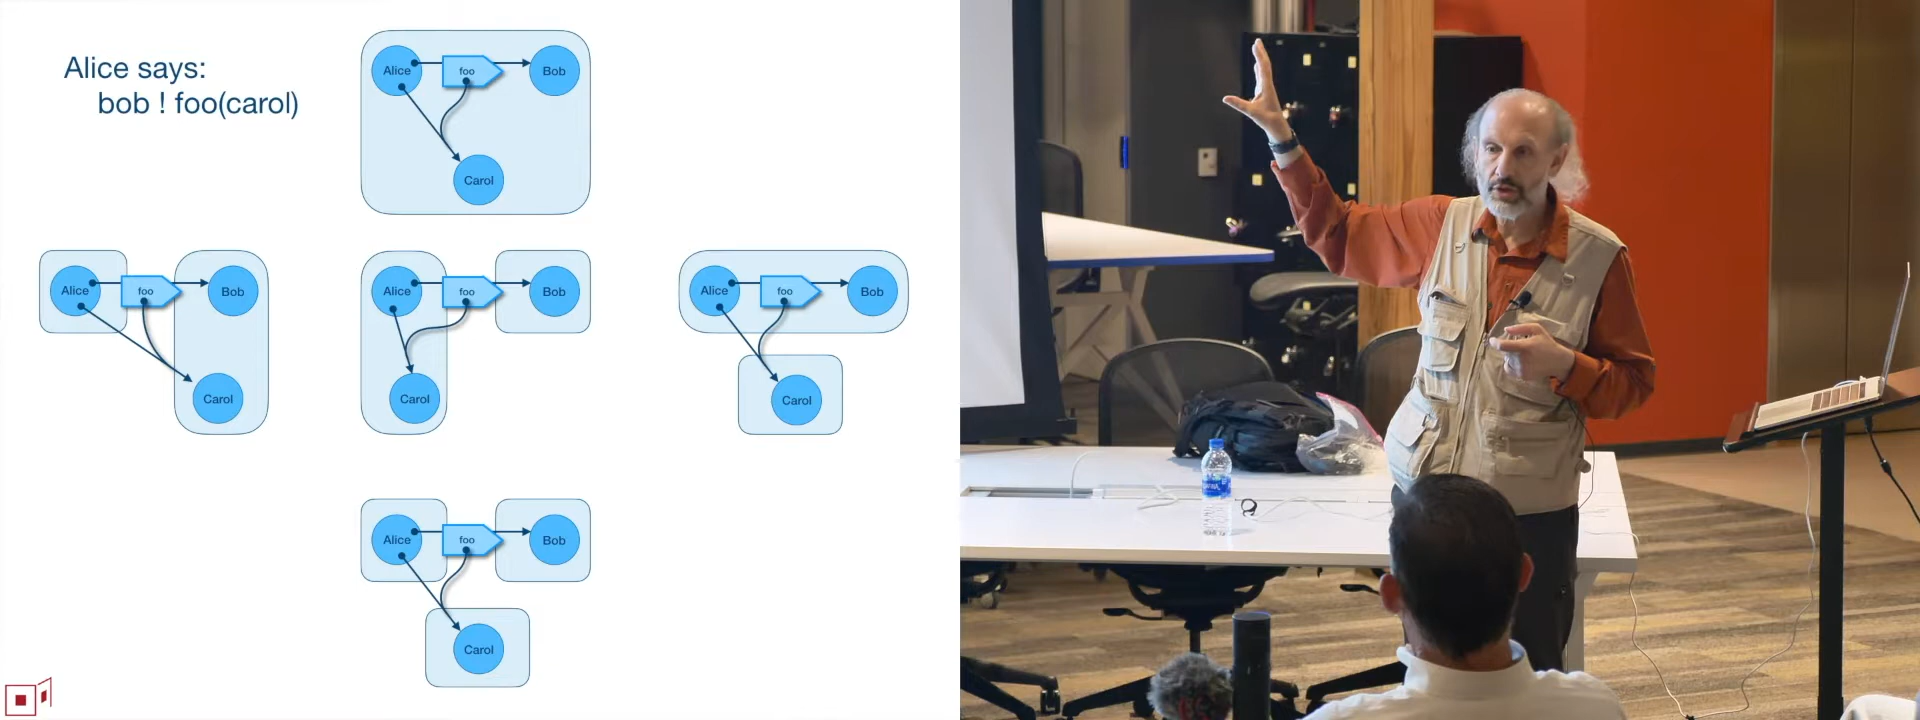 Alice says:
bob ! foo(carol)
Alice
foo
Bob
Carol
Alice
foo
Bob
Carol
Alice
foo
Bob
Carol
Alice
foo
Bob
Carol
Alice
foo
Bob
Carol